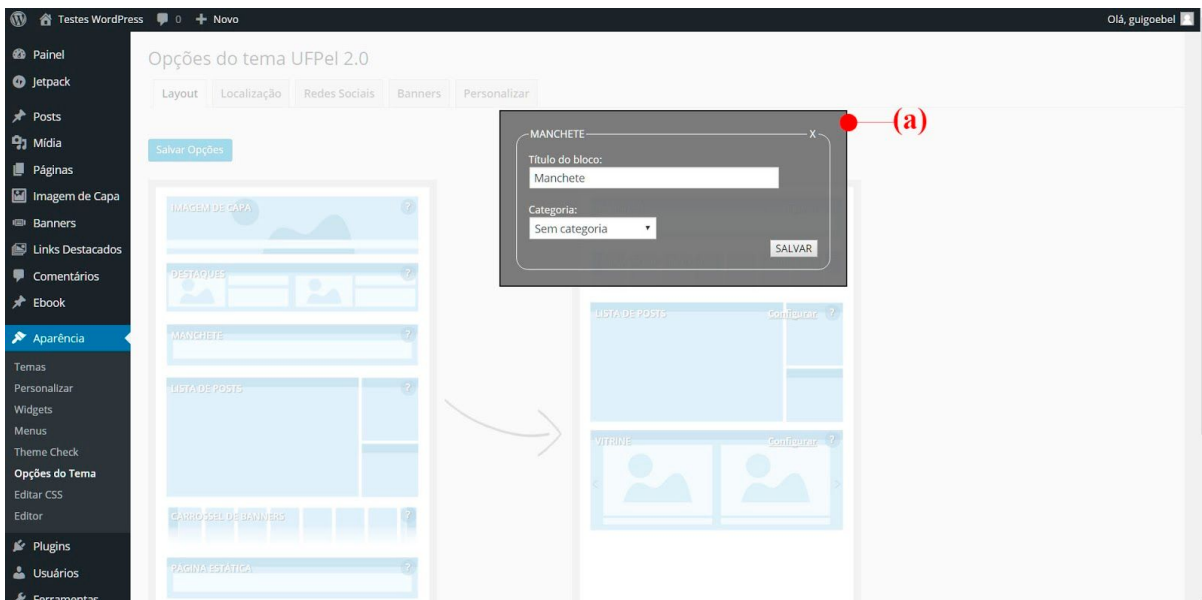 Testes WordPress 0 + Novo Olá, guigoebel
Painel
Jetpack
Posts
Mídia
Páginas
Imagem de Capa
Banners
Links Destacados
Comentários
Ebook
Aparência
Temas
Personalizar
Widgets
Menus
Theme Check
Opções do Tema
Editar CSS
Editor
Plugins
Usuários
Ferramentas
Opções do tema UFPel 2.0
Layout Localização Redes Sociais Banners Personalizar
Salvar Opções
IMAGEM DE CAPA ?
DESTAQUES ?
MANCHETE ?
LISTA DE POSTS ?
CARROSSEL DE BANNERS ?
PÁGINA ESTÁTICA ?
MANCHETE X
Título do bloco:
Manchete
Categoria:
Sem categoria
SALVAR
(a)
LISTA DE POSTS Configurar ?
VITRINE Configurar ?